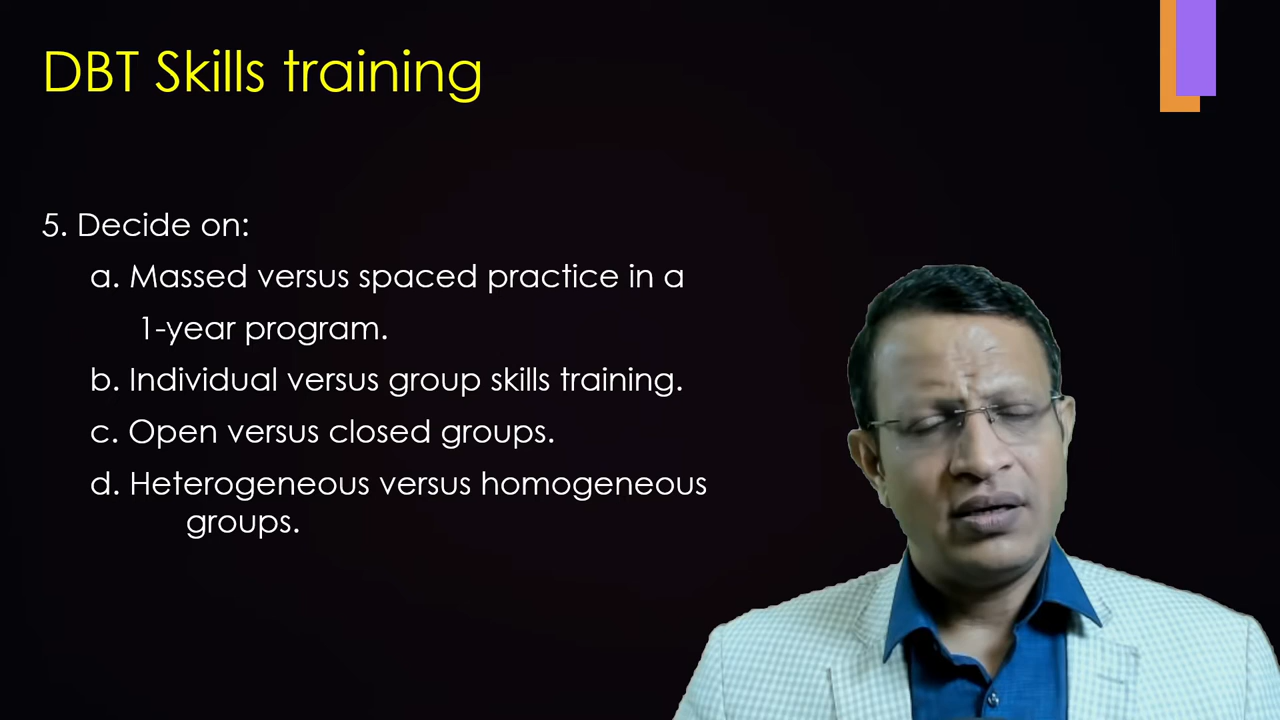 DBT Skills training
5. Decide on:
a. Massed versus spaced practice in a
1-year program.
b. Individual versus group skills training.
c. Open versus closed groups.
d. Heterogeneous versus homogeneous
groups.